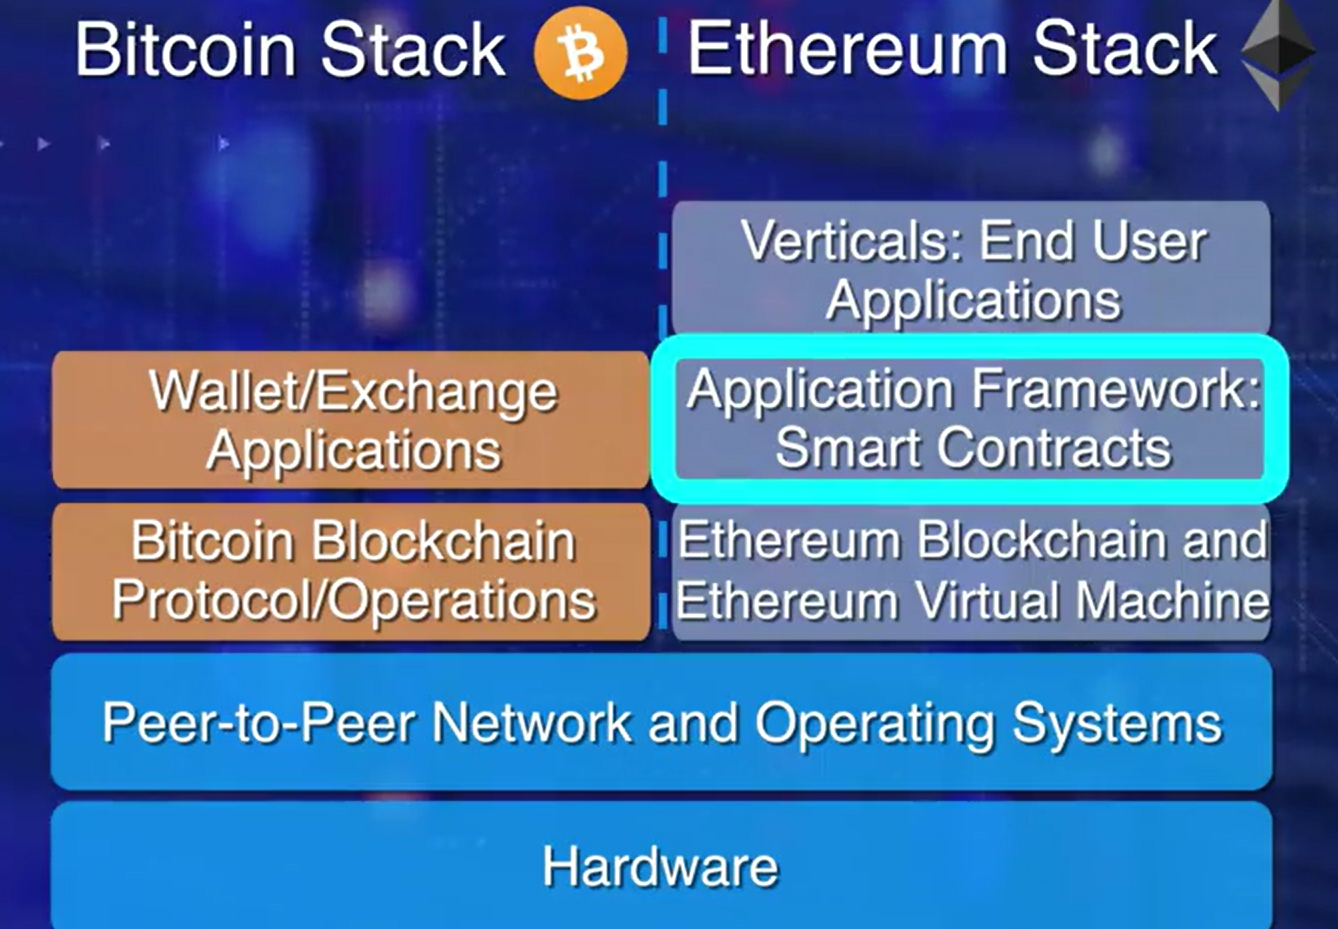 Bitcoin Stack
Ethereum Stack
Verticals: End User
Applications
Wallet/Exchange
Applications
Application Framework:
Smart Contracts
Bitcoin Blockchain
Protocol/Operations
Ethereum Blockchain and
Ethereum Virtual Machine
Peer-to-Peer Network and Operating Systems
Hardware